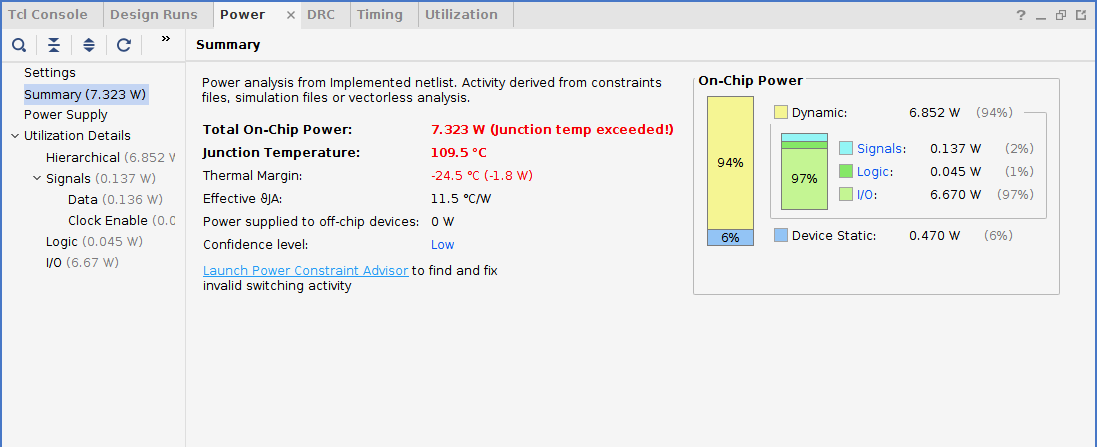 Tcl Console Design Runs Power × DRC Timing Utilization ? _
»
Summary
Settings
Summary (7.323 W)
Power Supply
Utilization Details
Hierarchical (6.852 W
Signals (0.137 W)
Data (0.136 W)
Clock Enable (0.0
Logic (0.045 W)
I/O (6.67 W)
Power analysis from Implemented netlist. Activity derived from constraints
files, simulation files or vectorless analysis.
Total On-Chip Power: 7.323 W (Junction temp exceeded!)
Junction Temperature: 109.5 °C
Thermal Margin: -24.5 °C (-1.8 W)
Effective ϑJA: 11.5 °C/W
Power supplied to off-chip devices: 0 W
Confidence level: Low
Launch Power Constraint Advisor to find and fix
invalid switching activity
On-Chip Power
94%
6%
Dynamic: 6.852 W (94%)
97%
Signals: 0.137 W (2%)
Logic: 0.045 W (1%)
I/O: 6.670 W (97%)
Device Static: 0.470 W (6%)